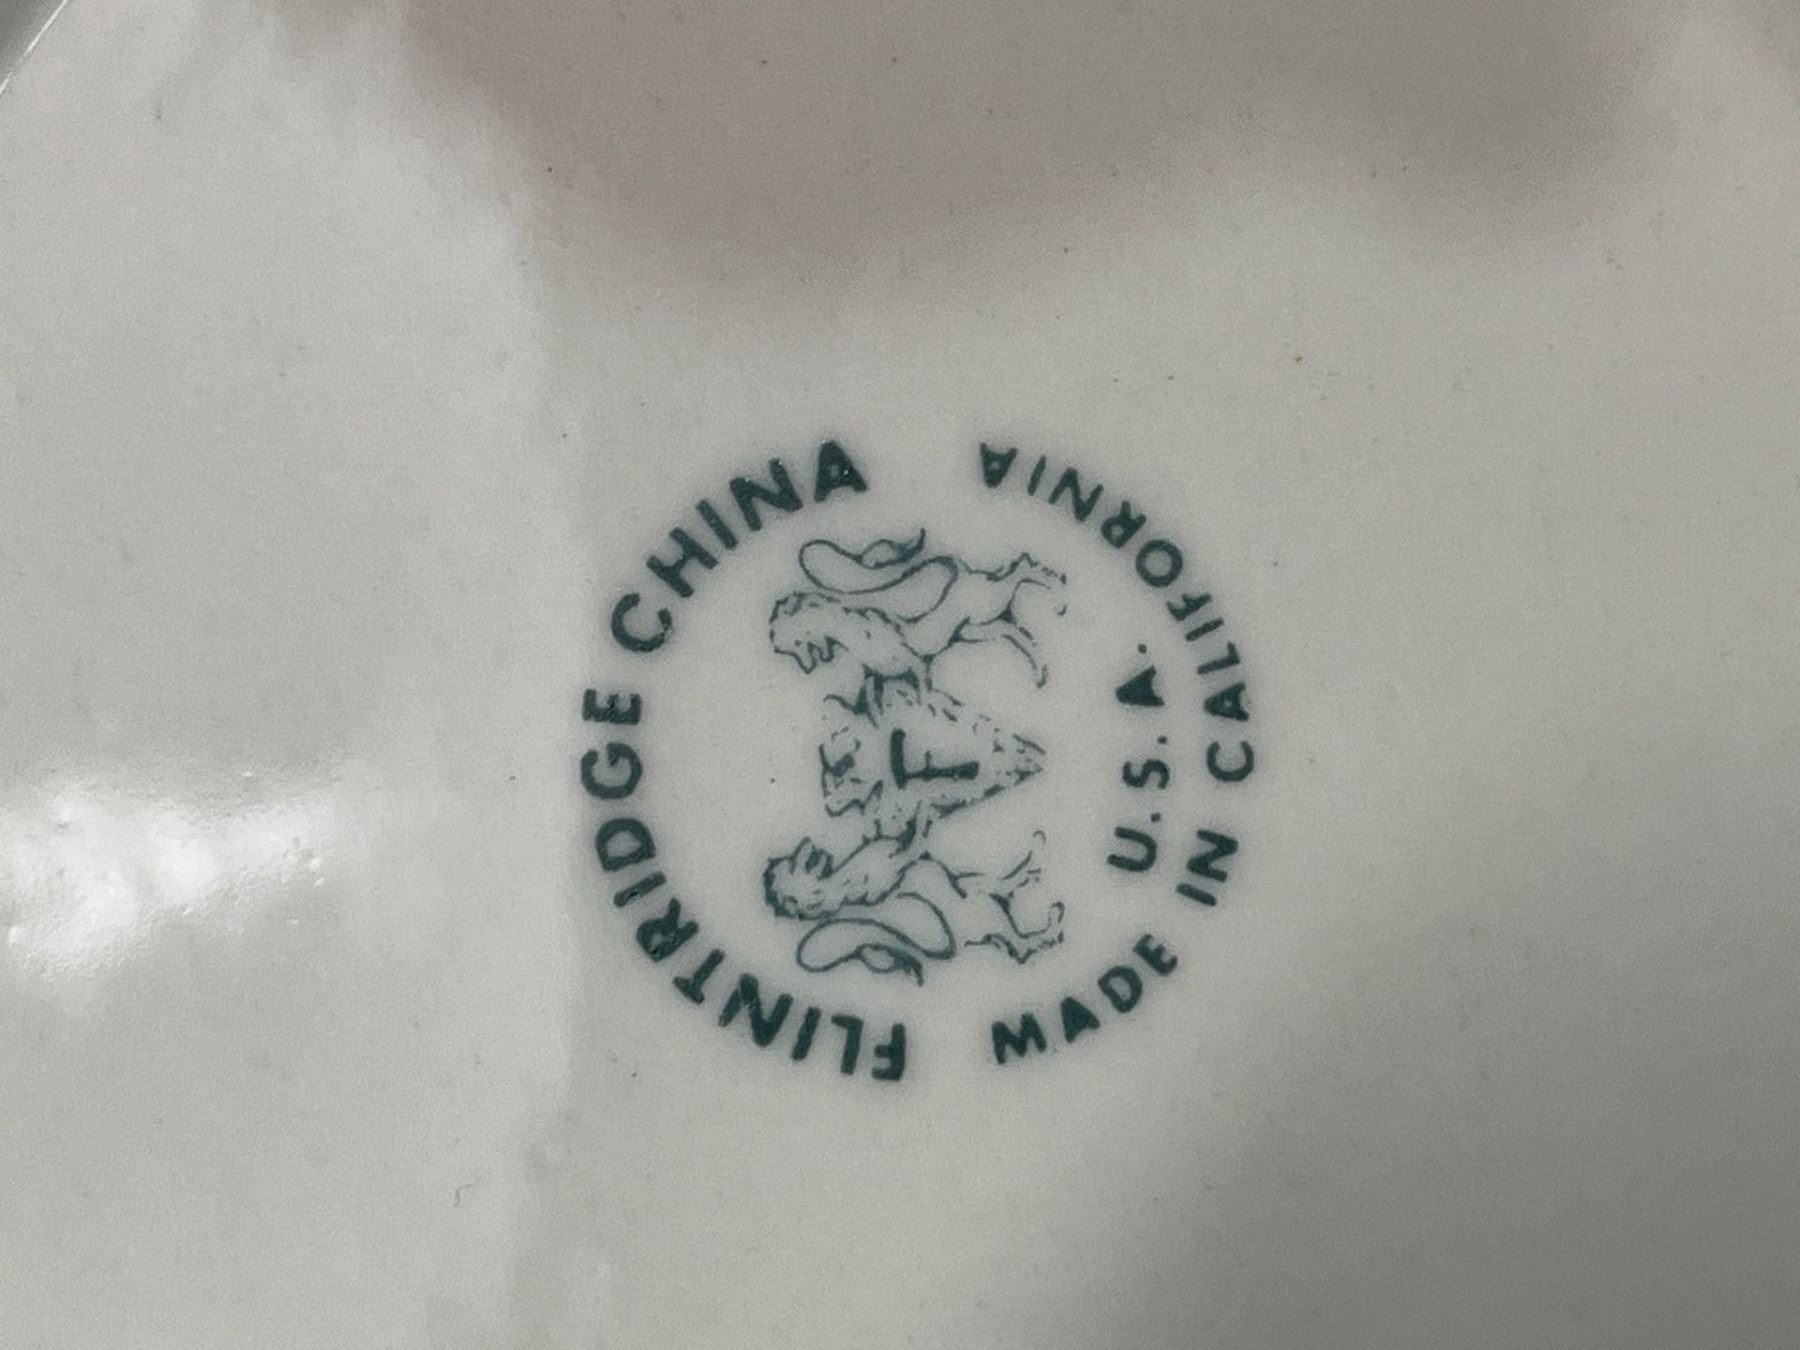 FLINTRIDGE CHINA
F
U.S.A.
MADE IN CALIFORNIA